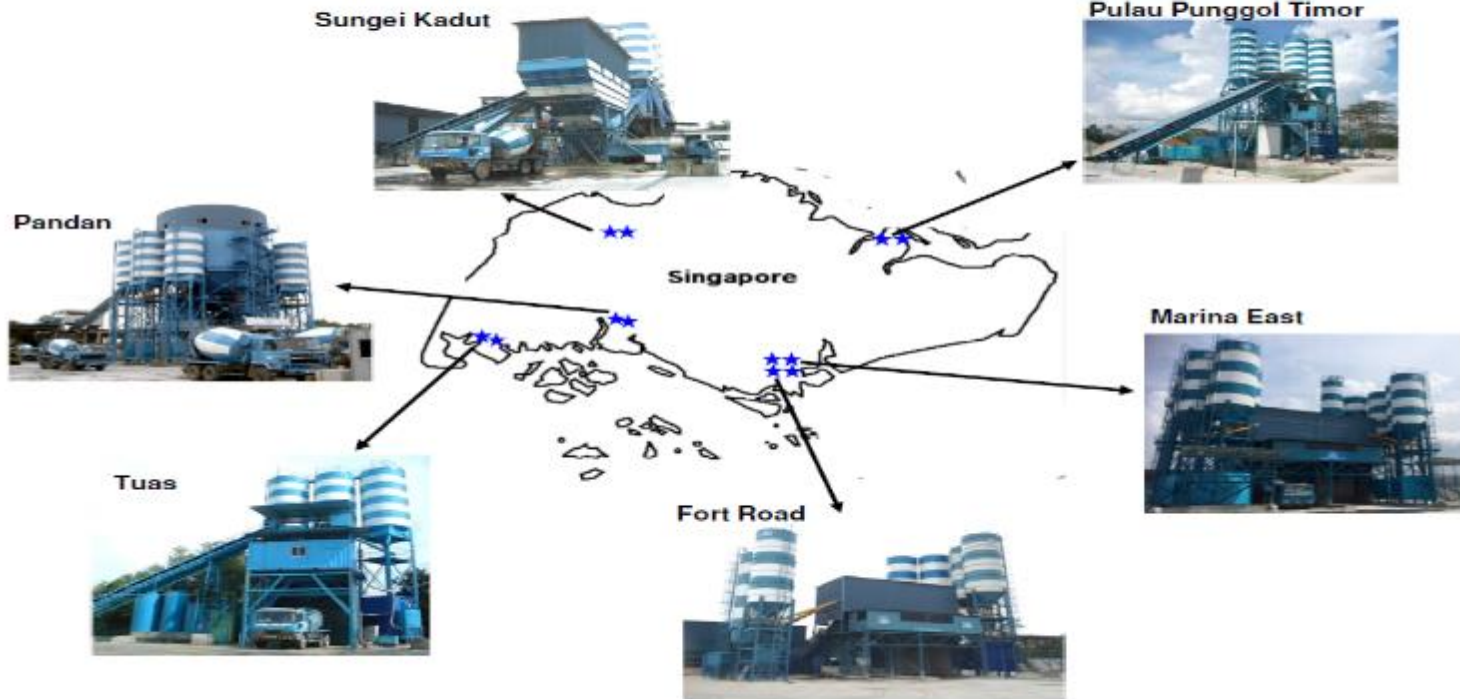 Sungei Kadut
Pulau Punggol Timor
Pandan
Singapore
Marina East
Tuas
Fort Road